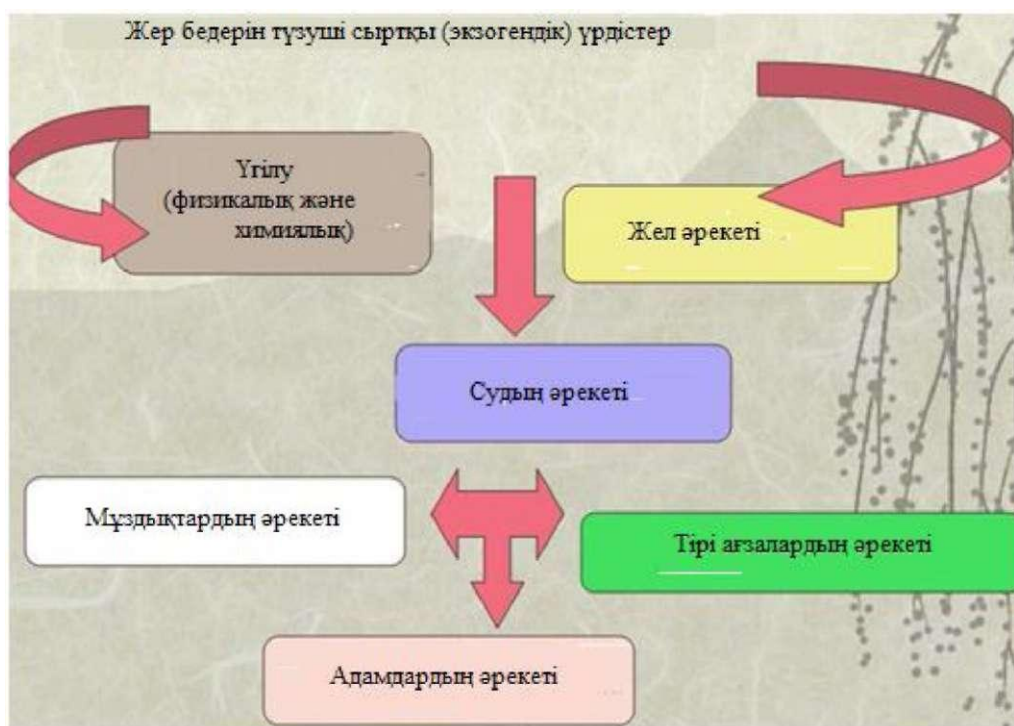 Жер бедерін түзуші сыртқы (экзогендік) үрдістер
Үгілу
(физикалық және
химиялық)
Жел әрекеті
Судың әрекеті
Мұздықтардың әрекеті
Тірі ағзалардың әрекеті
Адамдардың әрекеті